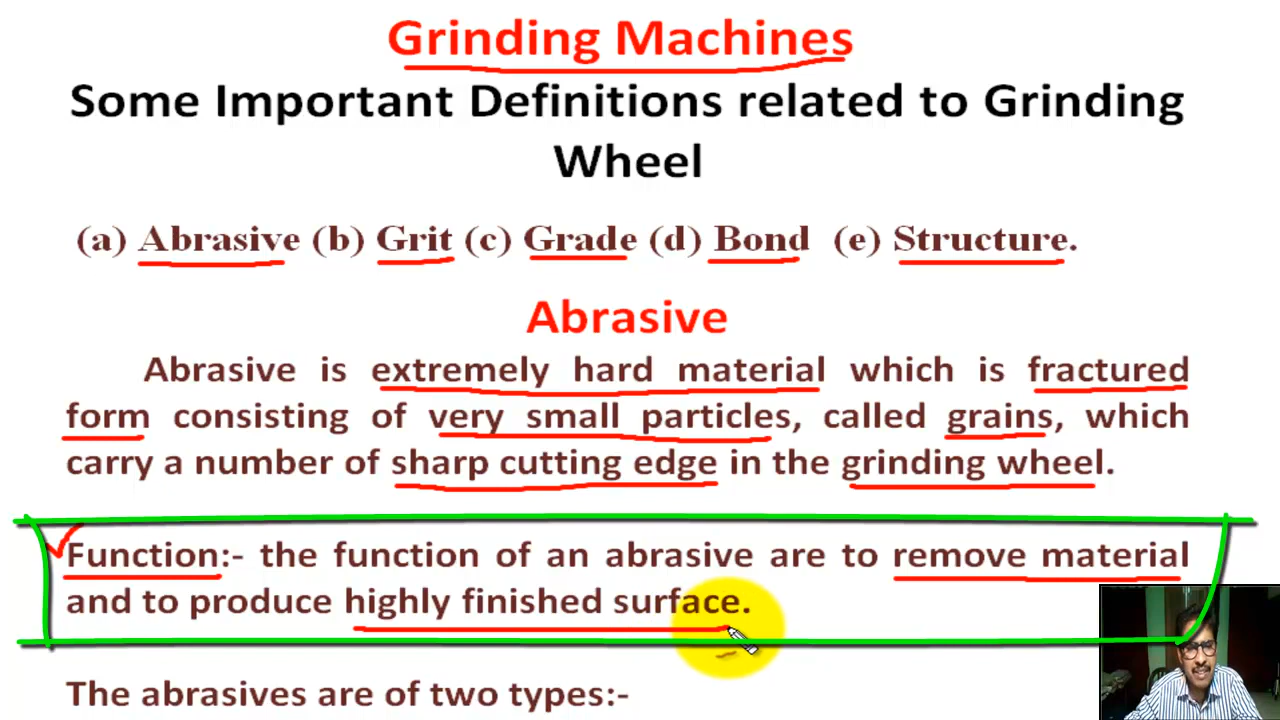 Grinding Machines
Some Important Definitions related to Grinding
Wheel
(a) Abrasive (b) Grit (c) Grade (d) Bond (e) Structure.
Abrasive
Abrasive is extremely hard material which is fractured
form consisting of very small particles, called grains, which
carry a number of sharp cutting edge in the grinding wheel.
Function:- the function of an abrasive are to remove material
and to produce highly finished surface.
The abrasives are of two types:-